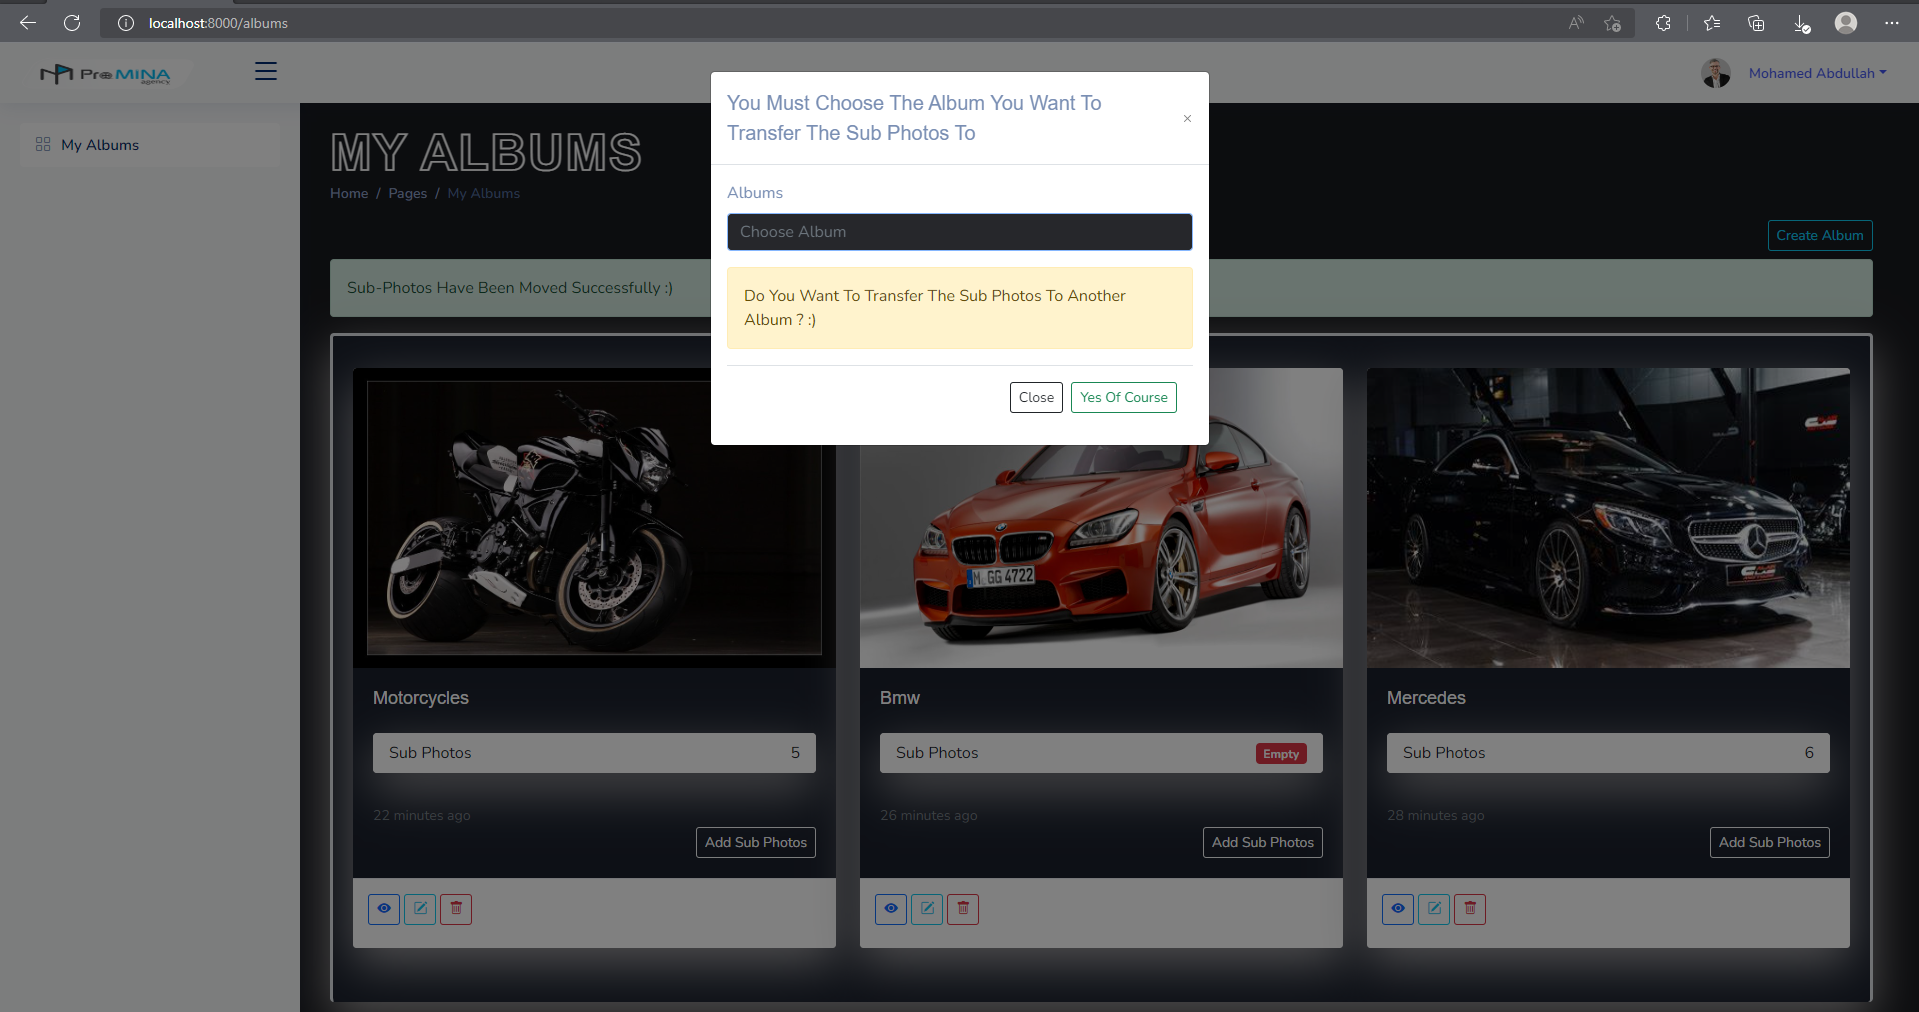 localhost:8000/albums
ProMINA
agency
Mohamed Abdullah
My Albums
MY ALBUMS
Home / Pages / My Albums
Create Album
Sub-Photos Have Been Moved Successfully :)
You Must Choose The Album You Want To
Transfer The Sub Photos To
×
Albums
Choose Album
Do You Want To Transfer The Sub Photos To Another
Album ? :)
Close
Yes Of Course
M GG 4722
Motorcycles
Sub Photos 5
22 minutes ago
Add Sub Photos
Bmw
Sub Photos Empty
26 minutes ago
Add Sub Photos
Mercedes
Sub Photos 6
28 minutes ago
Add Sub Photos